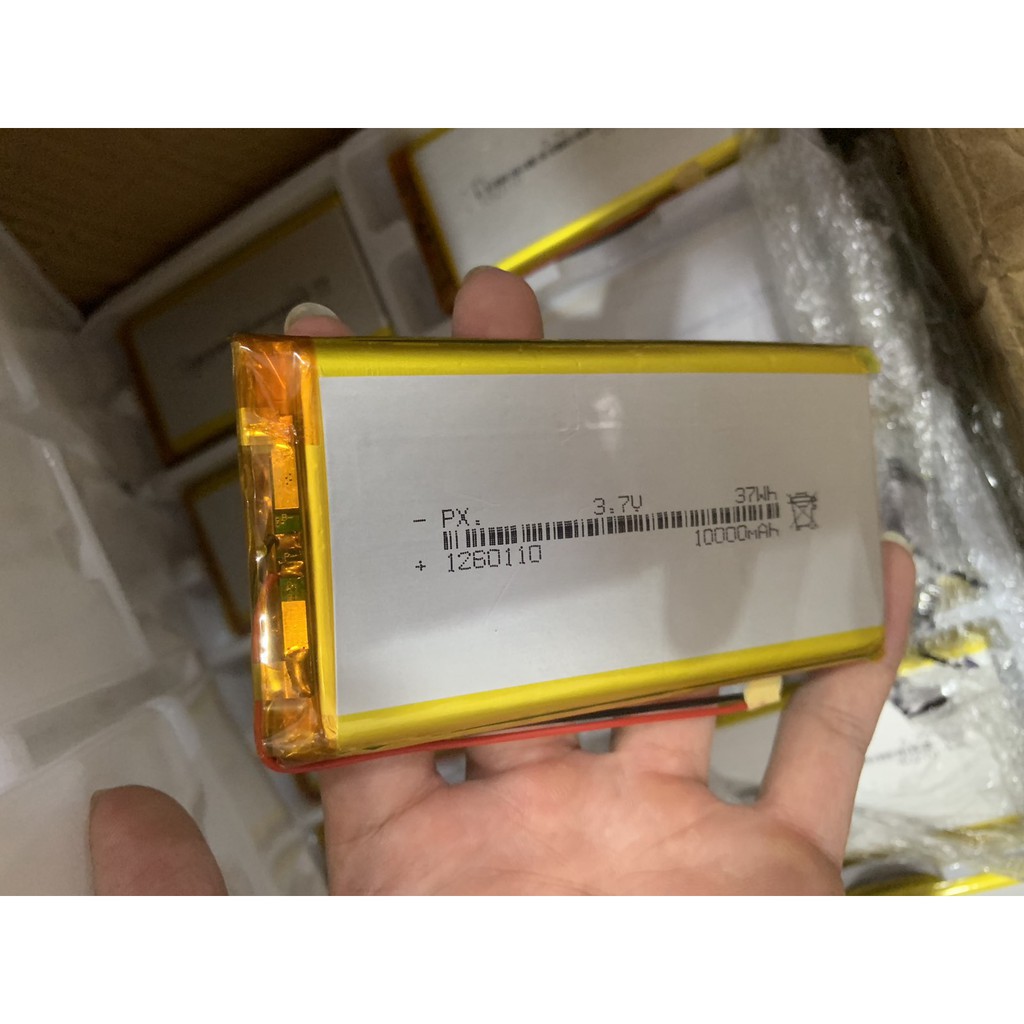 - PX. 3.7V 37Wh
+ 1260110 10000mAh